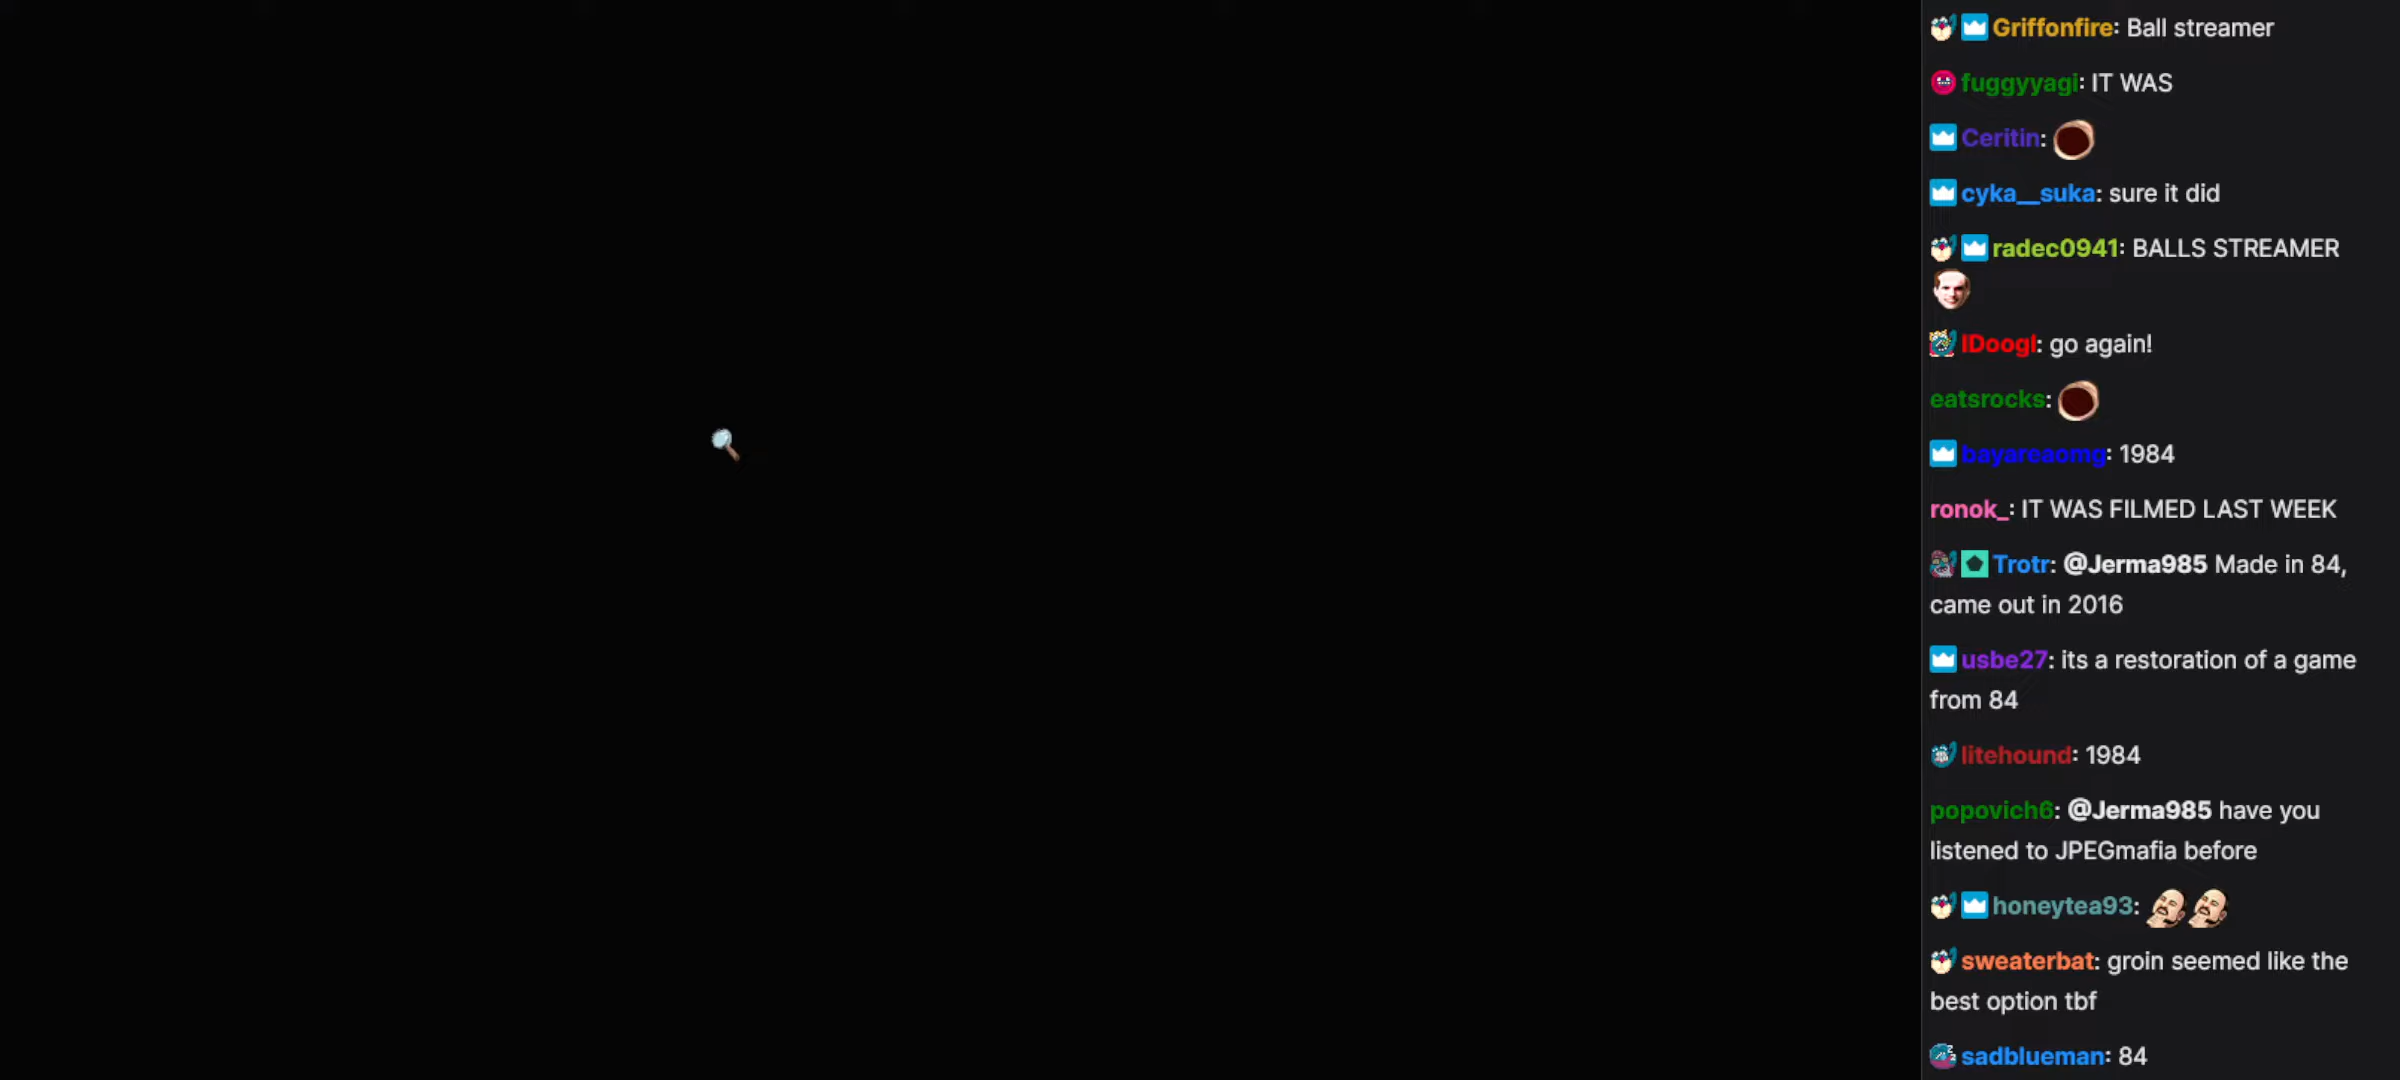 Griffonfire: Ball streamer
fuggyyagi: IT WAS
Ceritin:
cyka__suka: sure it did
radec0941: BALLS STREAMER
IDoogl: go again!
eatsrocks:
bayareaomg: 1984
ronok_: IT WAS FILMED LAST WEEK
Trotr: @Jerma985 Made in 84,
came out in 2016
usbe27: its a restoration of a game
from 84
litehound: 1984
popovich6: @Jerma985 have you
listened to JPEGmafia before
honeytea93:
sweaterbat: groin seemed like the
best option tbf
sadblueman: 84